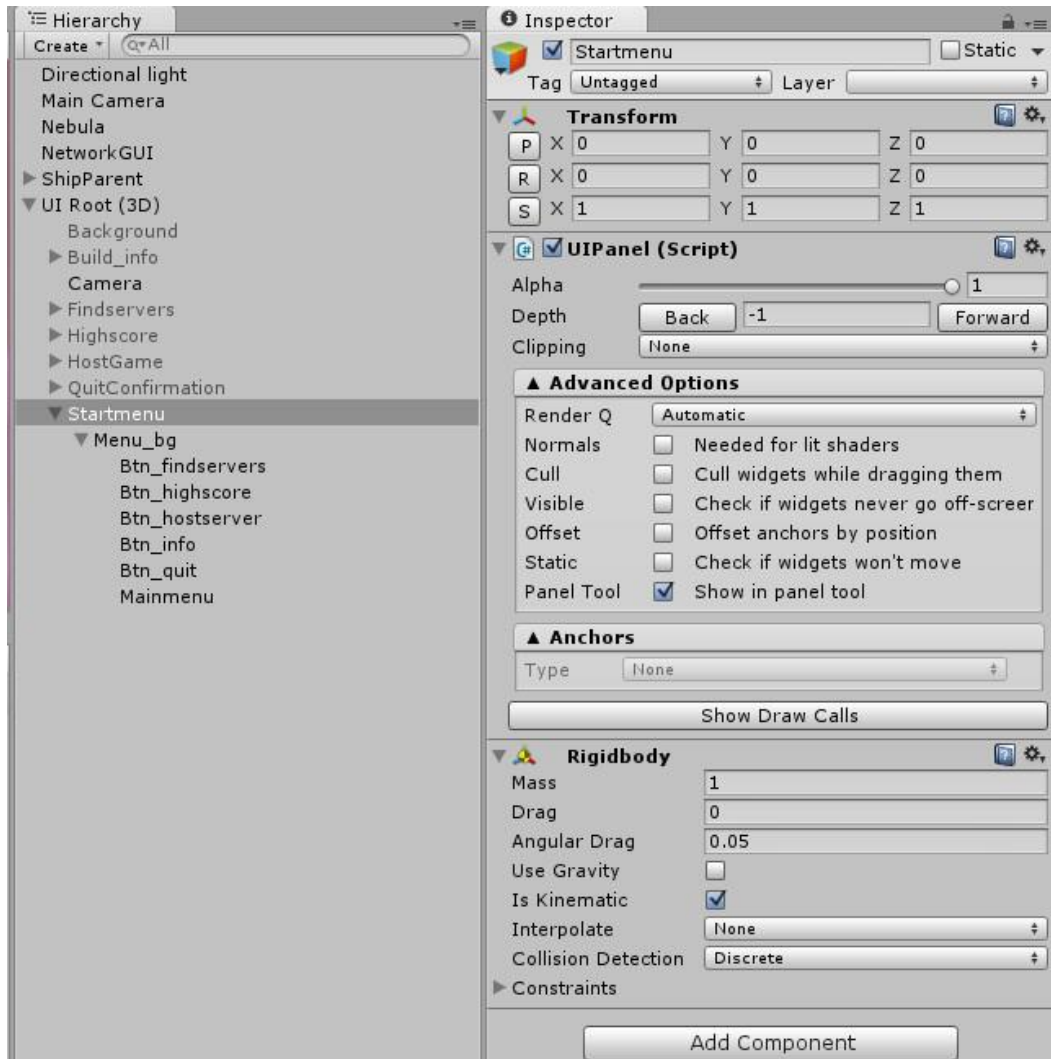 Hierarchy
Create
All
Directional light
Main Camera
Nebula
NetworkGUI
ShipParent
UI Root (3D)
Background
Build_info
Camera
Findservers
Highscore
HostGame
QuitConfirmation
Startmenu
Menu_bg
Btn_findservers
Btn_highscore
Btn_hostserver
Btn_info
Btn_quit
Mainmenu
Inspector
Startmenu Static
Tag Untagged Layer
Transform
P X 0 Y 0 Z 0
R X 0 Y 0 Z 0
S X 1 Y 1 Z 1
UIPanel (Script)
Alpha 1
Depth Back -1 Forward
Clipping None
▲ Advanced Options
Render Q Automatic
Normals Needed for lit shaders
Cull Cull widgets while dragging them
Visible Check if widgets never go off-screer
Offset Offset anchors by position
Static Check if widgets won't move
Panel Tool Show in panel tool
▲ Anchors
Type None
Show Draw Calls
Rigidbody
Mass 1
Drag 0
Angular Drag 0.05
Use Gravity
Is Kinematic
Interpolate None
Collision Detection Discrete
Constraints
Add Component